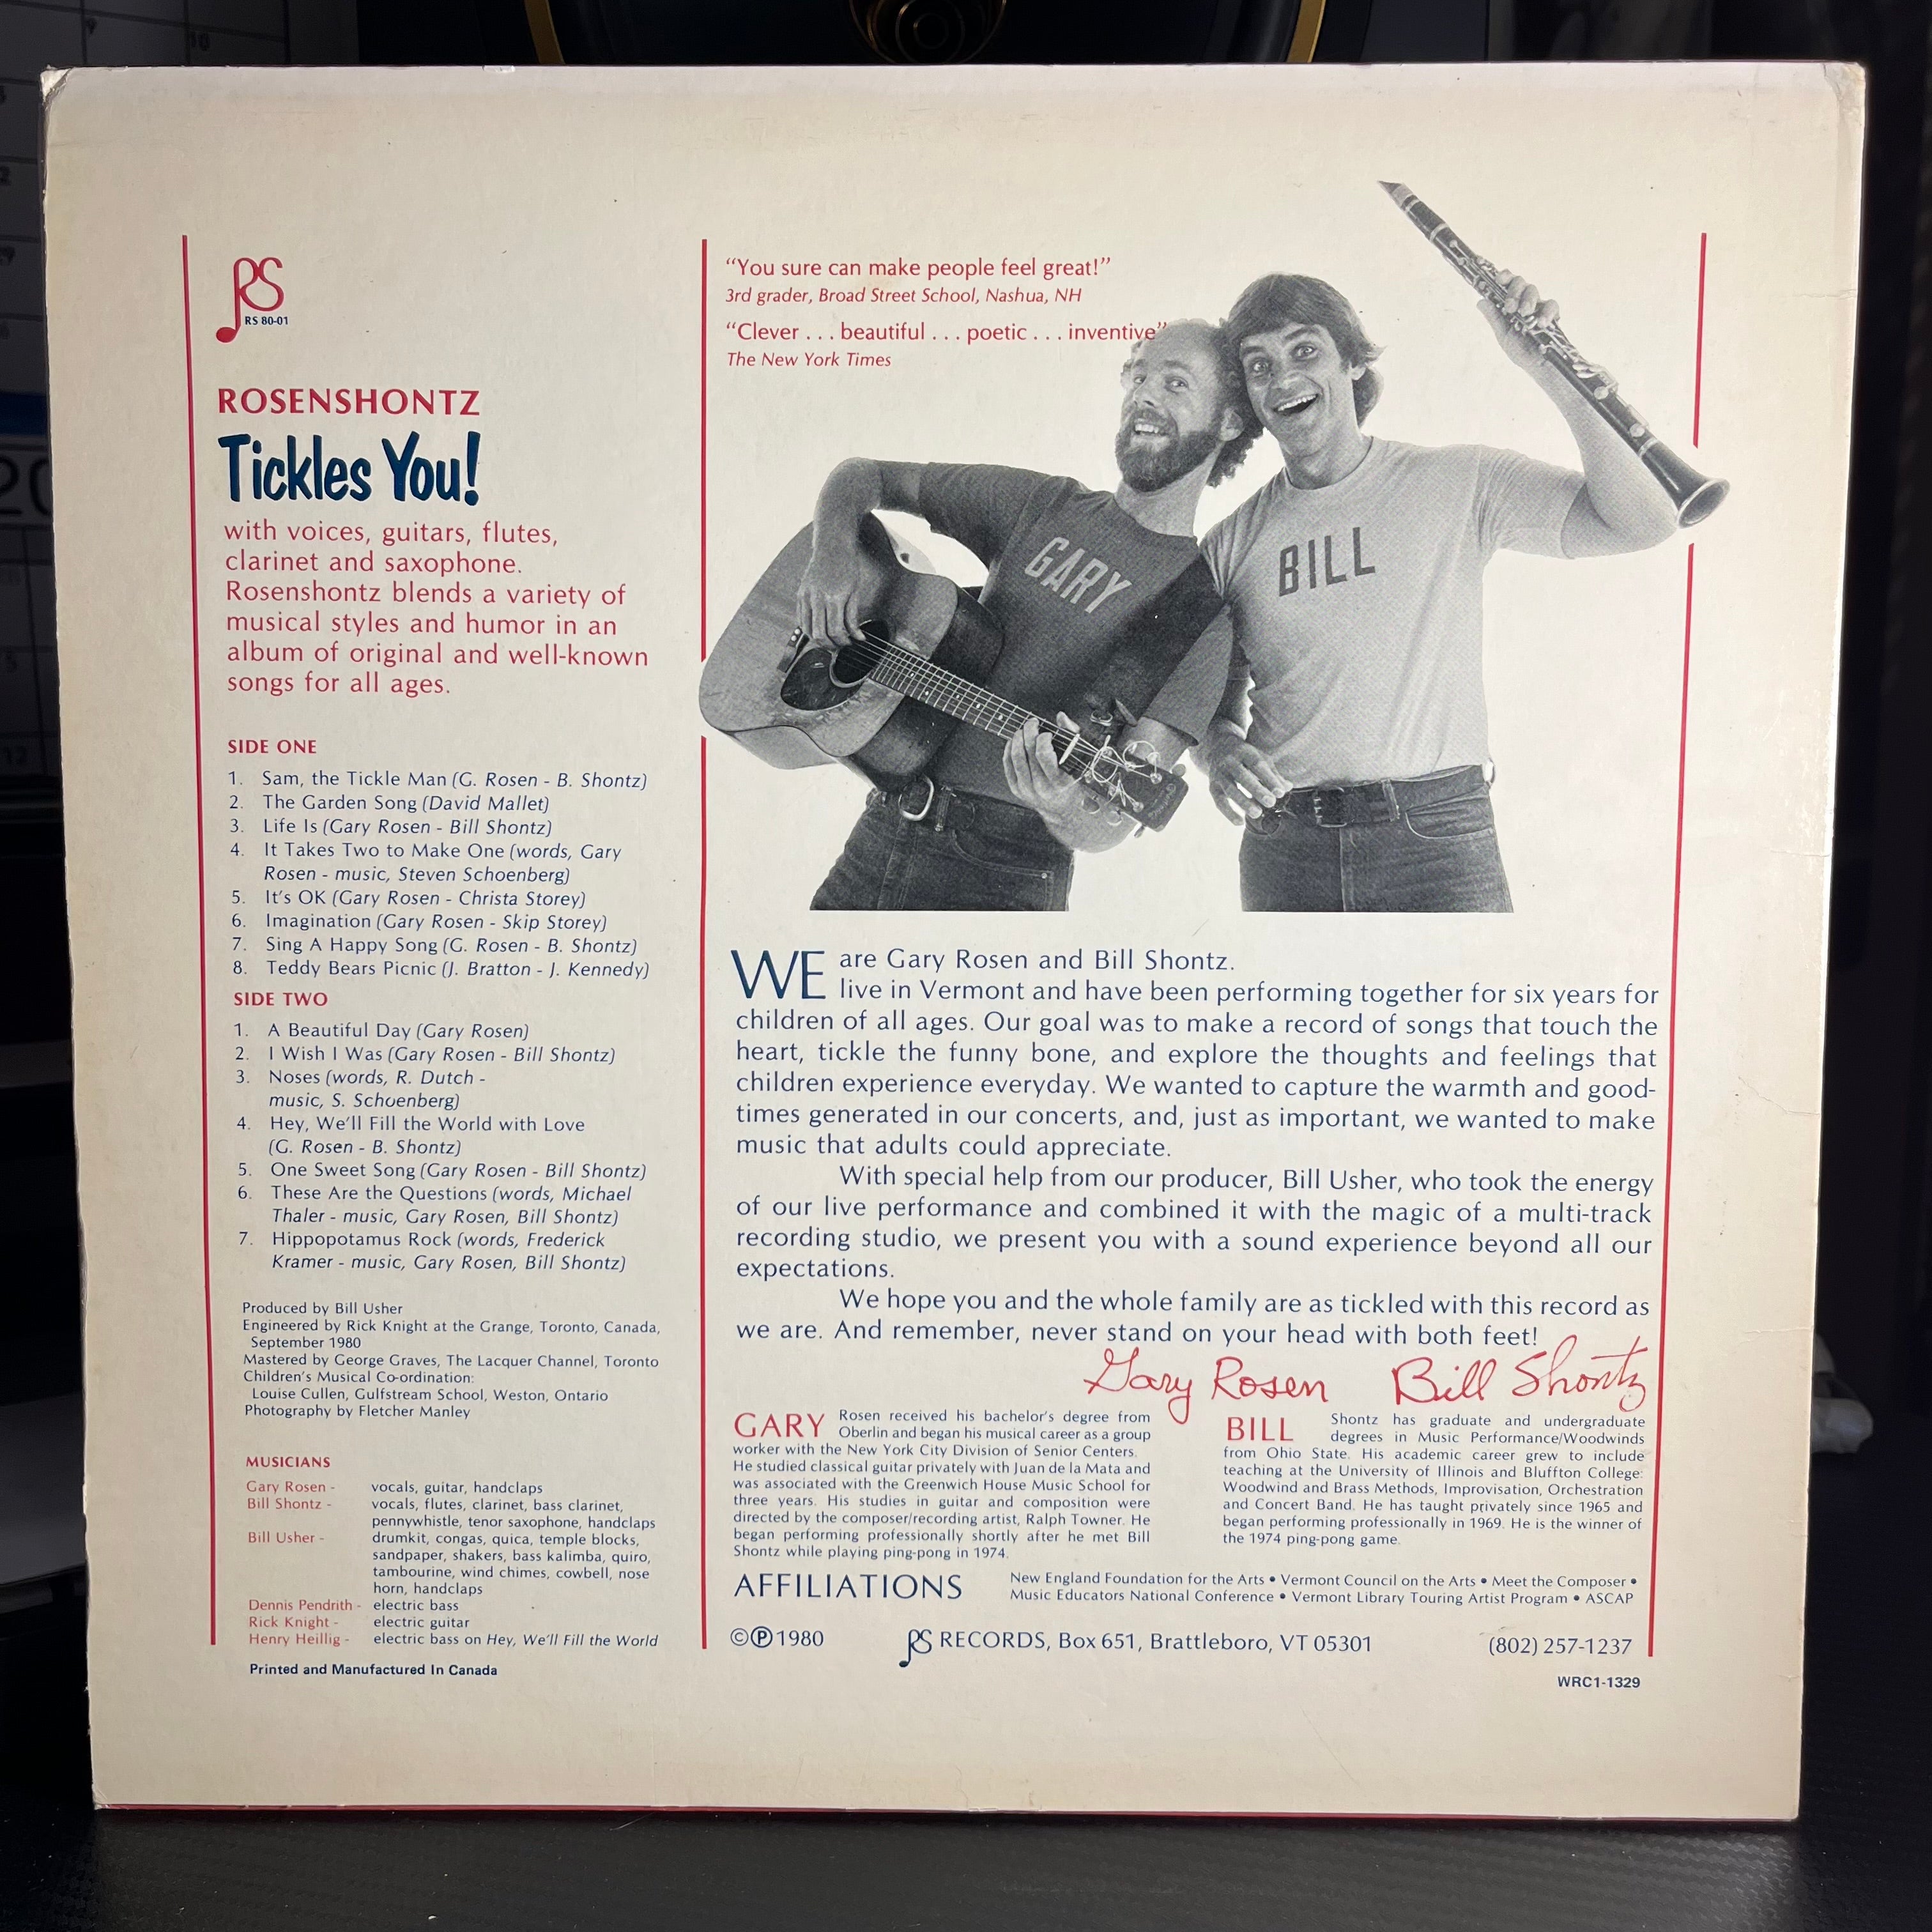 RS
RS 80-01
ROSENSHONTZ
Tickles You!
with voices, guitars, flutes,
clarinet and saxophone.
Rosenshontz blends a variety of
musical styles and humor in an
album of original and well-known
songs for all ages.
SIDE ONE
1. Sam, the Tickle Man (G. Rosen - B. Shontz)
2. The Garden Song (David Mallet)
3. Life Is (Gary Rosen - Bill Shontz)
4. It Takes Two to Make One (words, Gary
Rosen - music, Steven Schoenberg)
5. It's OK (Gary Rosen - Christa Storey)
6. Imagination (Gary Rosen - Skip Storey)
7. Sing A Happy Song (G. Rosen - B. Shontz)
8. Teddy Bears Picnic (J. Bratton - J. Kennedy)
SIDE TWO
1. A Beautiful Day (Gary Rosen)
2. I Wish I Was (Gary Rosen - Bill Shontz)
3. Noses (words, R. Dutch -
music, S. Schoenberg)
4. Hey, We'll Fill the World with Love
(G. Rosen - B. Shontz)
5. One Sweet Song (Gary Rosen - Bill Shontz)
6. These Are the Questions (words, Michael
Thaler - music, Gary Rosen, Bill Shontz)
7. Hippopotamus Rock (words, Frederick
Kramer - music, Gary Rosen, Bill Shontz)
Produced by Bill Usher
Engineered by Rick Knight at the Grange, Toronto, Canada,
September 1980
Mastered by George Graves, The Lacquer Channel, Toronto
Children's Musical Co-ordination:
Louise Cullen, Gulfstream School, Weston, Ontario
Photography by Fletcher Manley
MUSICIANS
Gary Rosen - vocals, guitar, handclaps
Bill Shontz - vocals, flutes, clarinet, bass clarinet,
pennywhistle, tenor saxophone, handclaps
Bill Usher - drumkit, congas, quica, temple blocks,
sandpaper, shakers, bass kalimba, quiro,
tambourine, wind chimes, cowbell, nose
horn, handclaps
Dennis Pendrith - electric bass
Rick Knight - electric guitar
Henry Heillig - electric bass on Hey, We'll Fill the World
Printed and Manufactured In Canada
"You sure can make people feel great!"
3rd grader, Broad Street School, Nashua, NH
"Clever . . . beautiful . . . poetic . . . inventive"
The New York Times
GARY
BILL
WE are Gary Rosen and Bill Shontz.
live in Vermont and have been performing together for six years for
children of all ages. Our goal was to make a record of songs that touch the
heart, tickle the funny bone, and explore the thoughts and feelings that
children experience everyday. We wanted to capture the warmth and good-
times generated in our concerts, and, just as important, we wanted to make
music that adults could appreciate.
With special help from our producer, Bill Usher, who took the energy
of our live performance and combined it with the magic of a multi-track
recording studio, we present you with a sound experience beyond all our
expectations.
We hope you and the whole family are as tickled with this record as
we are. And remember, never stand on your head with both feet!
Gary Rosen Bill Shontz
GARY Rosen received his bachelor's degree from
Oberlin and began his musical career as a group
worker with the New York City Division of Senior Centers.
He studied classical guitar privately with Juan de la Mata and
was associated with the Greenwich House Music School for
three years. His studies in guitar and composition were
directed by the composer/recording artist, Ralph Towner. He
began performing professionally shortly after he met Bill
Shontz while playing ping-pong in 1974.
BILL Shontz has graduate and undergraduate
degrees in Music Performance/Woodwinds
from Ohio State. His academic career grew to include
teaching at the University of Illinois and Bluffton College:
Woodwind and Brass Methods, Improvisation, Orchestration
and Concert Band. He has taught privately since 1965 and
began performing professionally in 1969. He is the winner of
the 1974 ping-pong game.
AFFILIATIONS New England Foundation for the Arts • Vermont Council on the Arts • Meet the Composer •
Music Educators National Conference • Vermont Library Touring Artist Program • ASCAP
©℗1980 RS RECORDS, Box 651, Brattleboro, VT 05301 (802) 257-1237
WRC1-1329